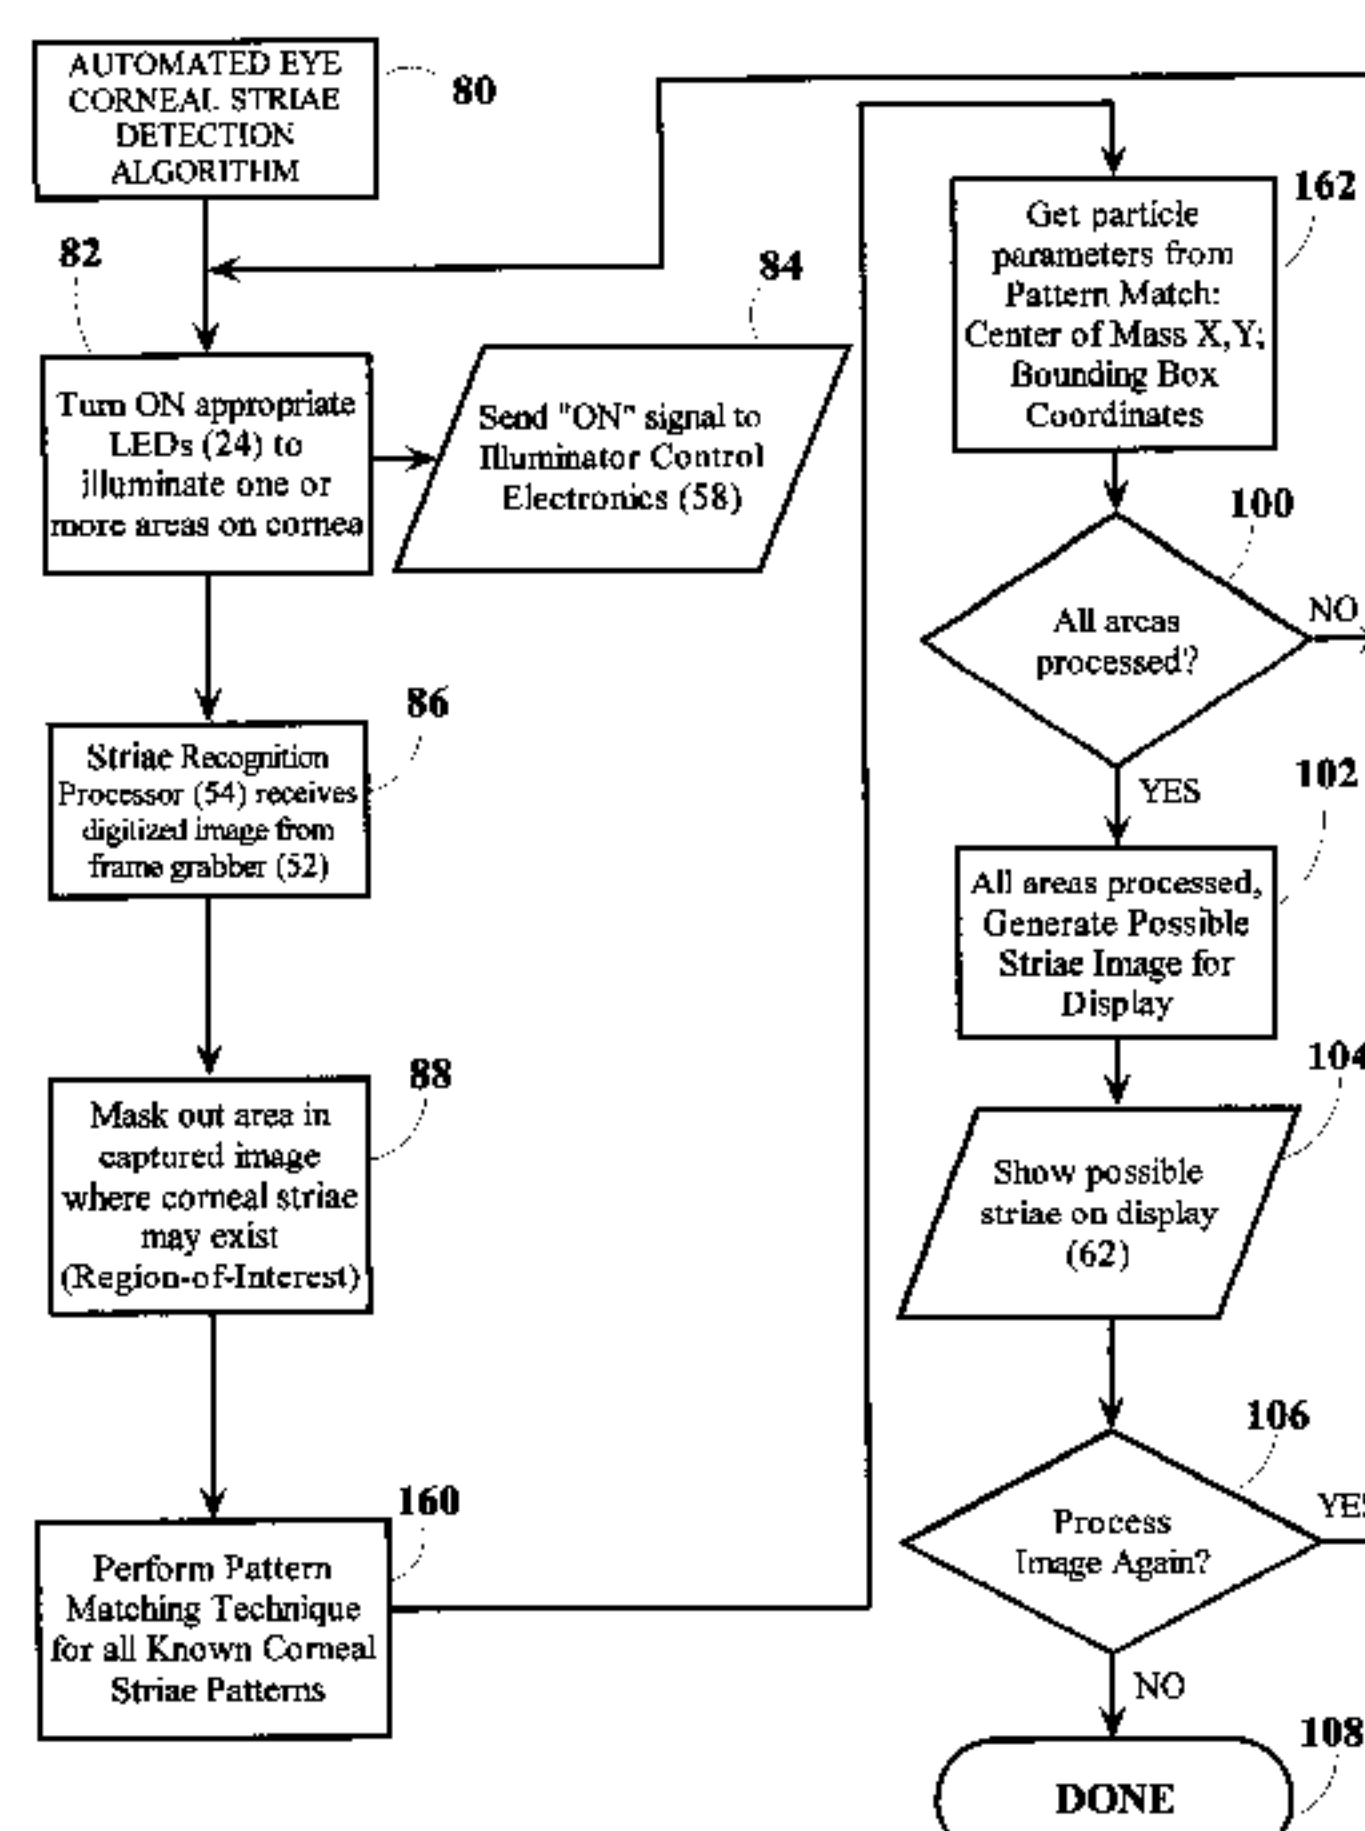 AUTOMATED EYE
CORNEAL STRIAE
DETECTION
ALGORITHM
80
82
Turn ON appropriate
LEDs (24) to
illuminate one or
more areas on cornea
84
Send "ON" signal to
Illuminator Control
Electronics (58)
86
Striae Recognition
Processor (54) receives
digitized image from
frame grabber (52)
88
Mask out area in
captured image
where corneal striae
may exist
(Region-of-Interest)
160
Perform Pattern
Matching Technique
for all Known Corneal
Striae Patterns
162
Get particle
parameters from
Pattern Match:
Center of Mass X,Y;
Bounding Box
Coordinates
100
All areas
processed?
NO
YES
102
All areas processed,
Generate Possible
Striae Image for
Display
104
Show possible
striae on display
(62)
106
Process
Image Again?
YES
NO
108
DONE